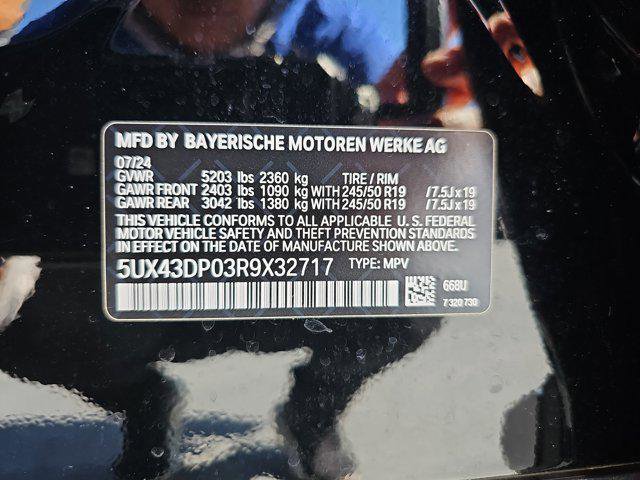 MFD BY BAYERISCHE MOTOREN WERKE AG
07/24
GVWR 5203 lbs 2360 kg TIRE / RIM
GAWR FRONT 2403 lbs 1090 kg WITH 245/50 R19 /7.5J x 19
GAWR REAR 3042 lbs 1380 kg WITH 245/50 R19 /7.5J x 19
THIS VEHICLE CONFORMS TO ALL APPLICABLE U. S. FEDERAL
MOTOR VEHICLE SAFETY AND THEFT PREVENTION STANDARDS
IN EFFECT ON THE DATE OF MANUFACTURE SHOWN ABOVE.
5UX43DP03R9X32717 TYPE: MPV
668U
7 320 730